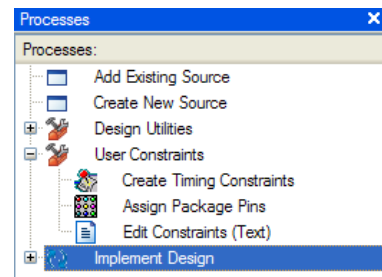 Processes
Processes:
Add Existing Source
Create New Source
Design Utilities
User Constraints
Create Timing Constraints
Assign Package Pins
Edit Constraints (Text)
Implement Design